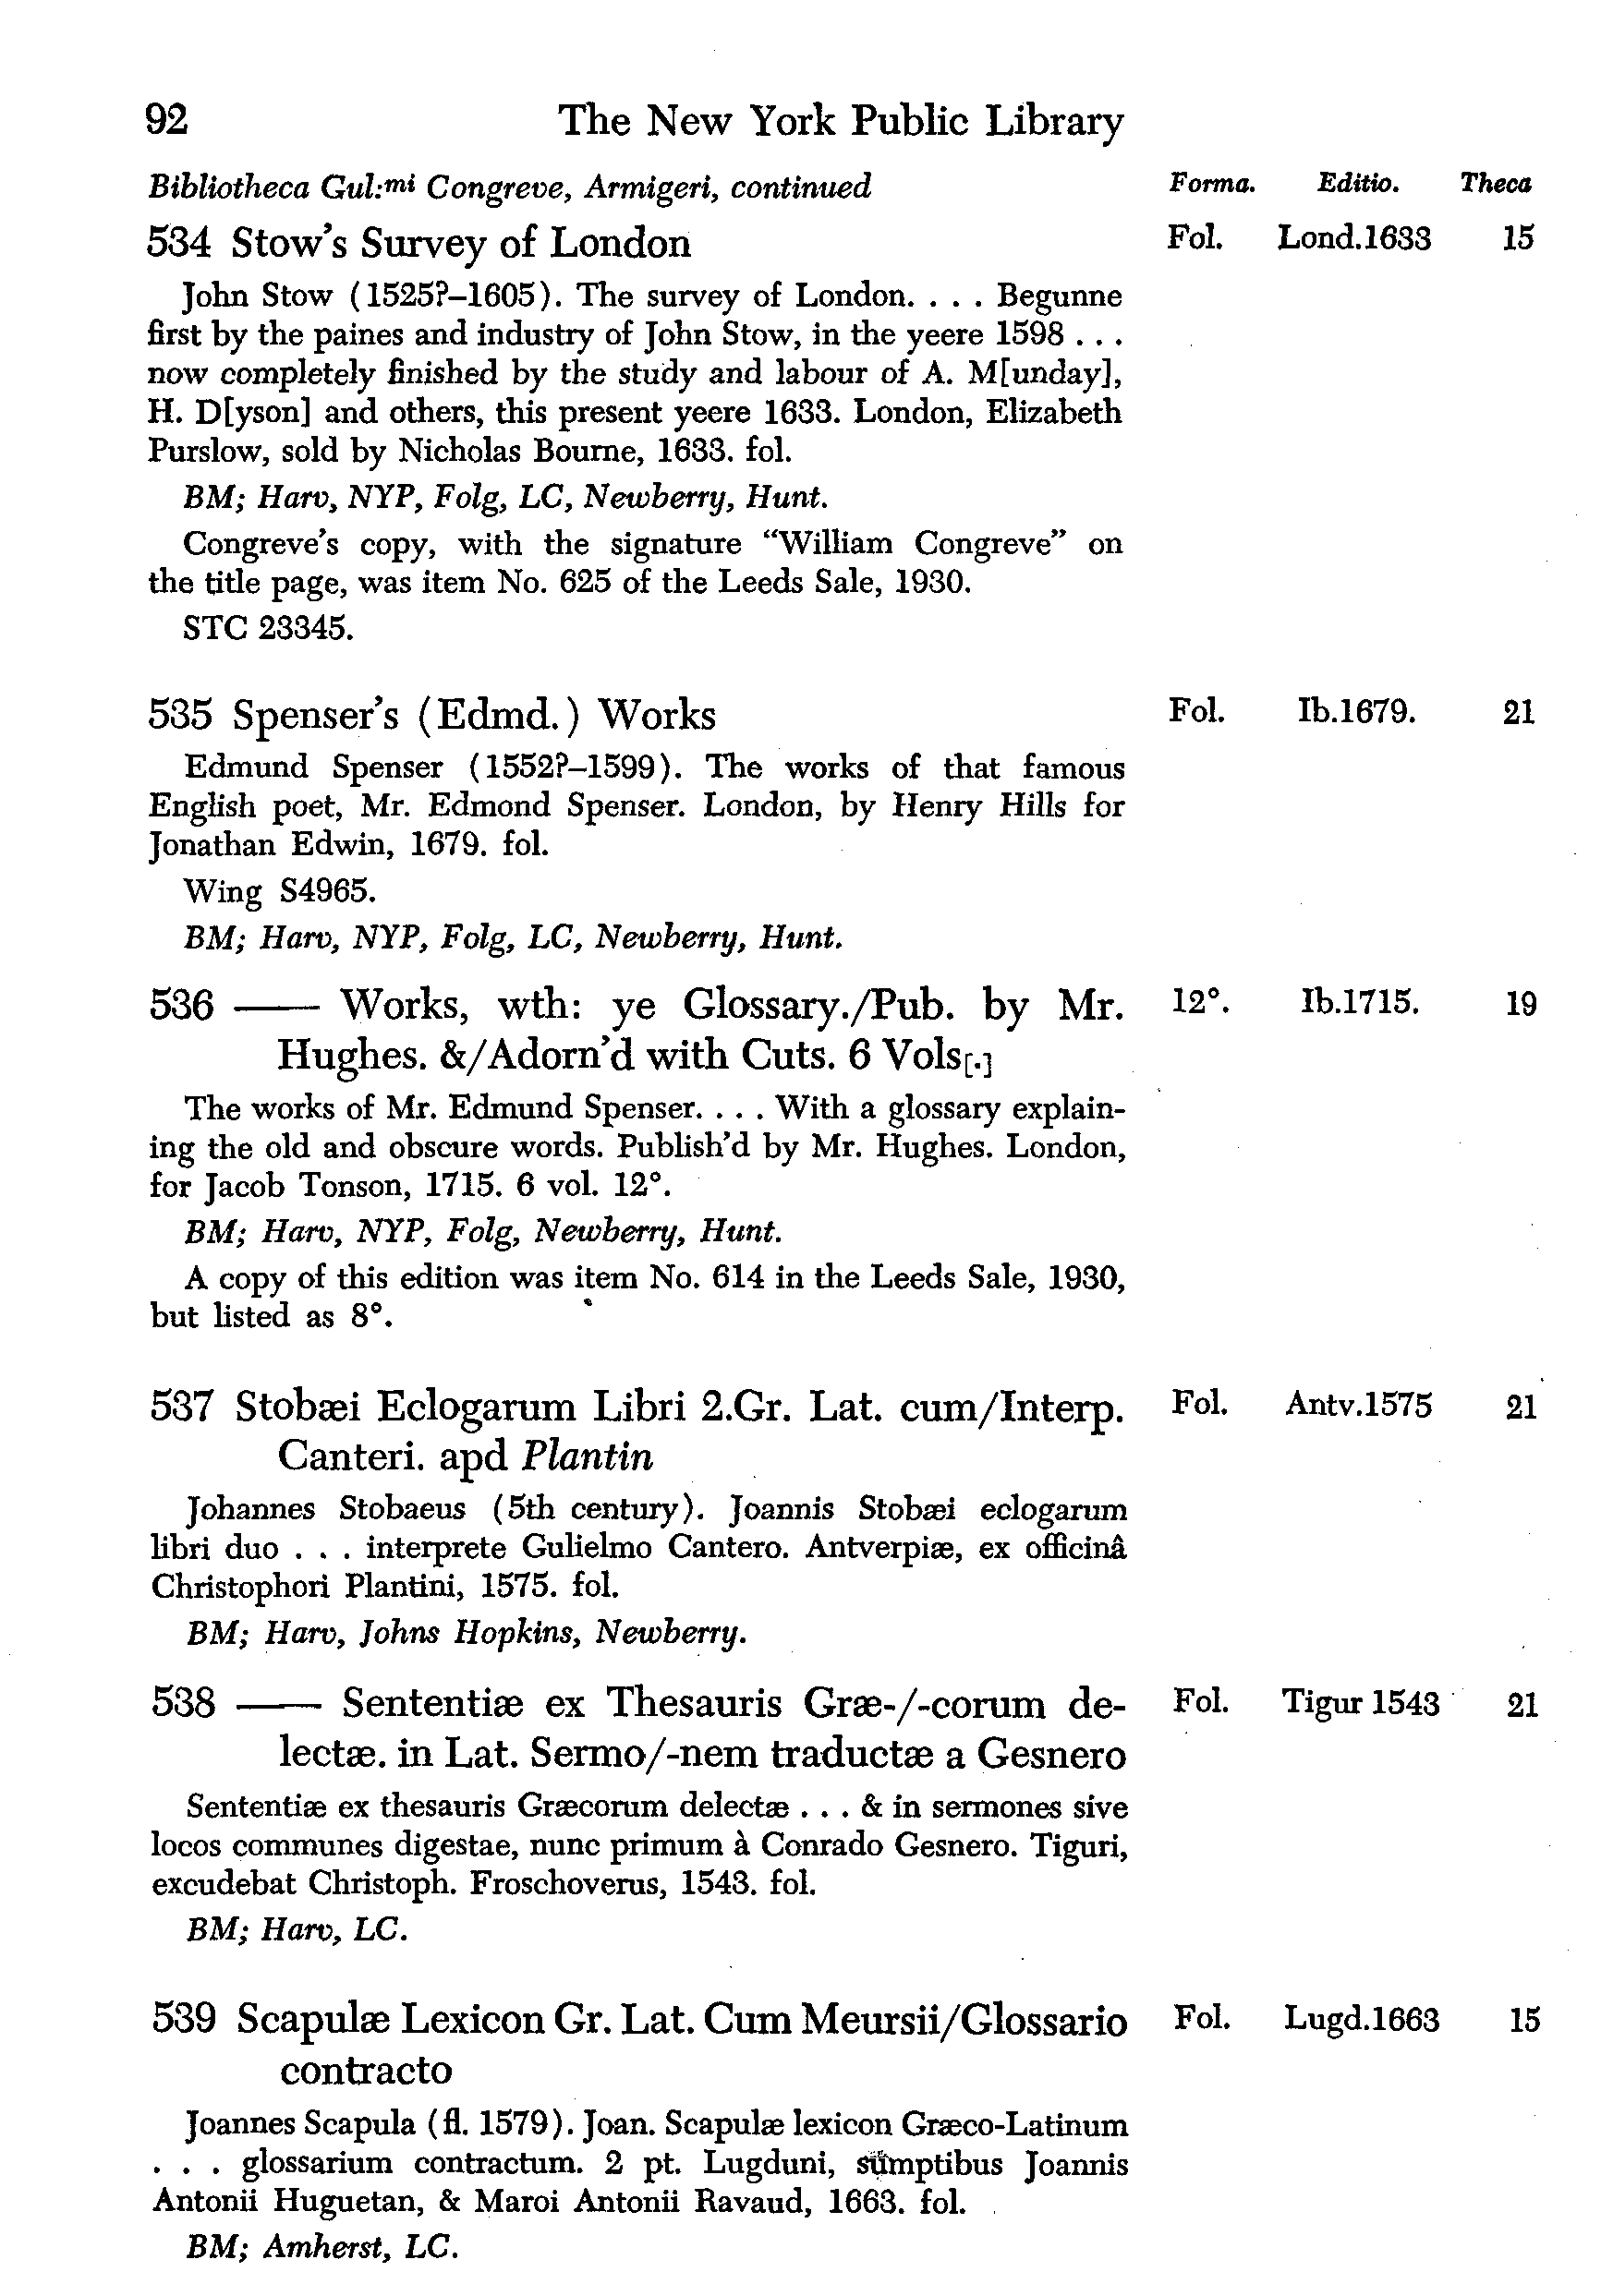 92 The New York Public Library
Bibliotheca Gul:mi Congreve, Armigeri, continued Forma. Editio. Theca
534 Stow's Survey of London Fol. Lond.1633 15
John Stow (1525?–1605). The survey of London. . . . Begunne
first by the paines and industry of John Stow, in the yeere 1598 . . .
now completely finished by the study and labour of A. M[unday],
H. D[yson] and others, this present yeere 1633. London, Elizabeth
Purslow, sold by Nicholas Bourne, 1633. fol.
BM; Harv, NYP, Folg, LC, Newberry, Hunt.
Congreve's copy, with the signature “William Congreve” on
the title page, was item No. 625 of the Leeds Sale, 1930.
STC 23345.
535 Spenser's (Edmd.) Works Fol. Ib.1679. 21
Edmund Spenser (1552?–1599). The works of that famous
English poet, Mr. Edmond Spenser. London, by Henry Hills for
Jonathan Edwin, 1679. fol.
Wing S4965.
BM; Harv, NYP, Folg, LC, Newberry, Hunt.
536 —— Works, wth: ye Glossary./Pub. by Mr. 12°. Ib.1715. 19
Hughes. &/Adorn'd with Cuts. 6 Vols[.]
The works of Mr. Edmund Spenser. . . . With a glossary explain-
ing the old and obscure words. Publish'd by Mr. Hughes. London,
for Jacob Tonson, 1715. 6 vol. 12°.
BM; Harv, NYP, Folg, Newberry, Hunt.
A copy of this edition was item No. 614 in the Leeds Sale, 1930,
but listed as 8°.
537 Stobæi Eclogarum Libri 2.Gr. Lat. cum/Interp. Fol. Antv.1575 21
Canteri. apd Plantin
Johannes Stobaeus (5th century). Joannis Stobæi eclogarum
libri duo . . . interprete Gulielmo Cantero. Antverpiæ, ex officinâ
Christophori Plantini, 1575. fol.
BM; Harv, Johns Hopkins, Newberry.
538 —— Sententiæ ex Thesauris Græ-/-corum de- Fol. Tigur 1543 21
lectæ. in Lat. Sermo/-nem traductæ a Gesnero
Sententiæ ex thesauris Græcorum delectæ . . . & in sermones sive
locos communes digestae, nunc primum à Conrado Gesnero. Tiguri,
excudebat Christoph. Froschoverus, 1543. fol.
BM; Harv, LC.
539 Scapulæ Lexicon Gr. Lat. Cum Meursii/Glossario Fol. Lugd.1663 15
contracto
Joannes Scapula (fl. 1579). Joan. Scapulæ lexicon Græco-Latinum
. . . glossarium contractum. 2 pt. Lugduni, sumptibus Joannis
Antonii Huguetan, & Maroi Antonii Ravaud, 1663. fol.
BM; Amherst, LC.